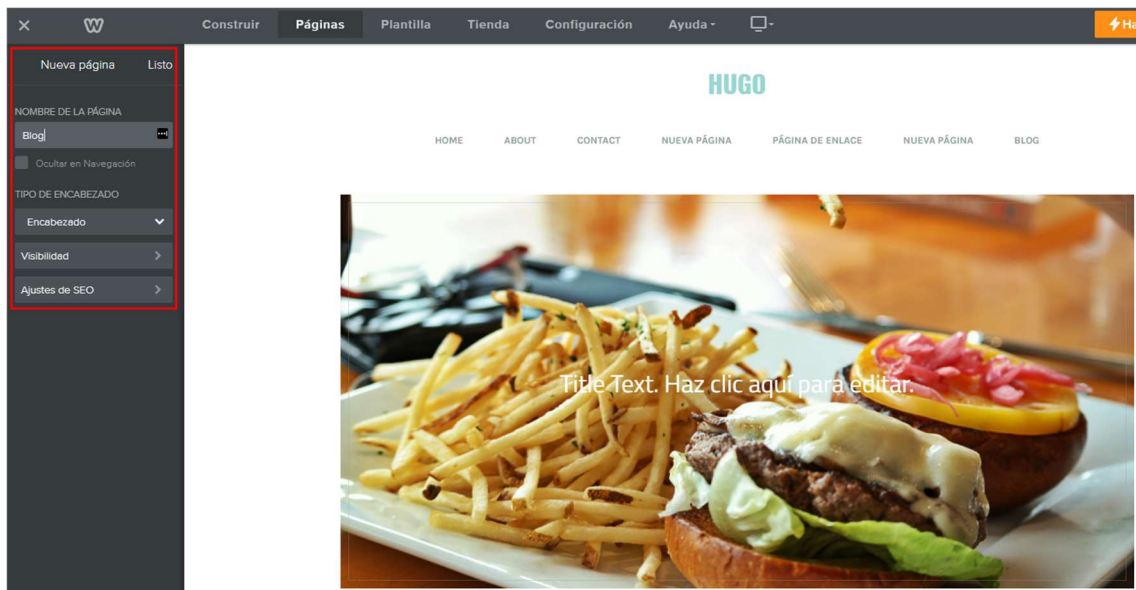 Construir Páginas Plantilla Tienda Configuración Ayuda
Nueva página Listo
NOMBRE DE LA PÁGINA
Blog
Ocultar en Navegación
TIPO DE ENCABEZADO
Encabezado
Visibilidad
Ajustes de SEO
HUGO
HOME ABOUT CONTACT NUEVA PÁGINA PÁGINA DE ENLACE NUEVA PÁGINA BLOG
Title Text. Haz clic aquí para editar.